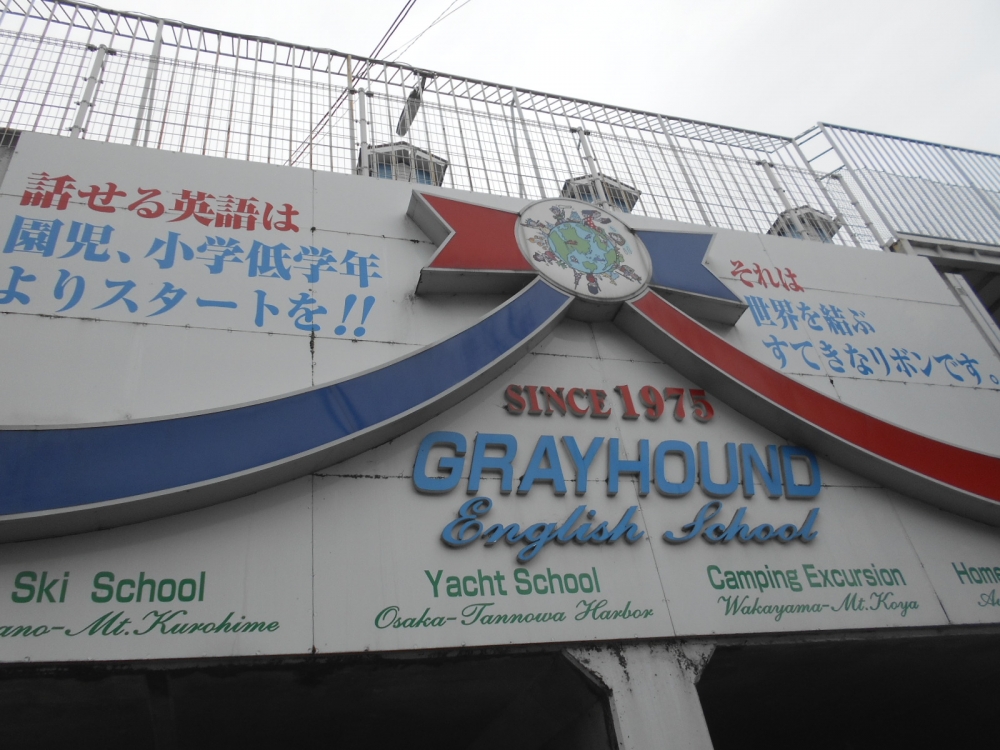 話せる英語は
園児、小学低学年
よりスタートを!!
それは
世界を結ぶ
すてきなリボンです。
SINCE 1975
GRAYHOUND
English School
Ski School
ano-Mt.Kurohime
Yacht School
Osaka-Tannowa Harbor
Camping Excursion
Wakayama-Mt.Koya
Home